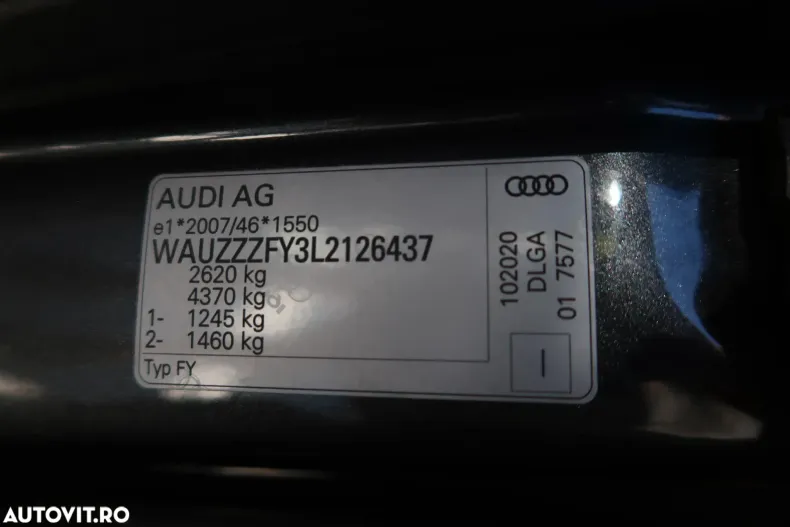 AUDI AG
e1*2007/46*1550
WAUZZZFY3L2126437
2620 kg
4370 kg
1- 1245 kg
2- 1460 kg
Typ FY
102020
DLGA
01 7577
I
AUTOVIT.RO